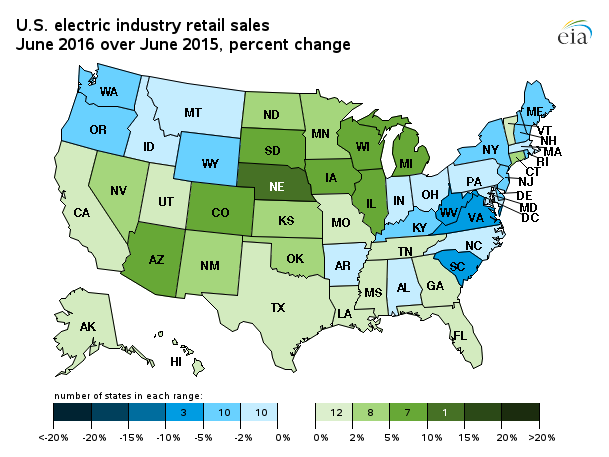 U.S. electric industry retail sales
June 2016 over June 2015, percent change
eia
WA
OR
ID
MT
WY
ND
SD
NE
MN
WI
MI
IA
IL
IN
OH
PA
NY
ME
VT
NH
MA
RI
CT
NJ
DE
MD
DC
CA
NV
UT
CO
KS
MO
KY
WV
VA
NC
SC
TN
AZ
NM
OK
AR
TX
LA
MS
AL
GA
FL
AK
HI
number of states in each range:
3 10 10 12 8 7 1
<-20% -20% -15% -10% -5% -2% 0% 0% 2% 5% 10% 15% 20% >20%